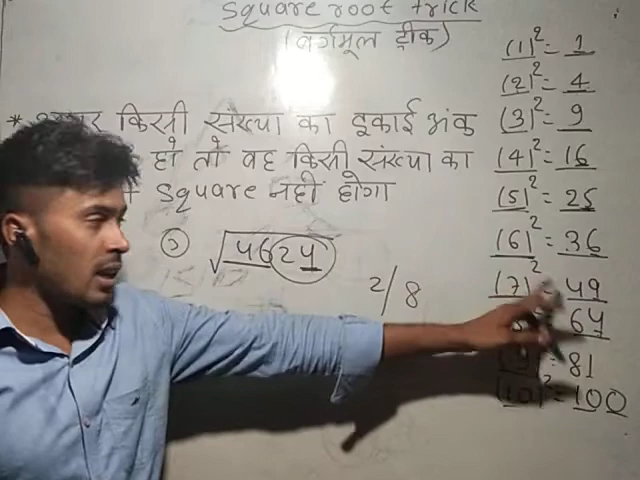 square root trick
(वर्गमूल ट्रीक)
* अगर किसी संख्या का इकाई अंक
हो तो वह किसी संख्या का
square नही होगा
√4624
2/8
(1)² = 1
(2)² = 4
(3)² = 9
(4)² = 16
(5)² = 25
(6)² = 36
(7)² = 49
64
= 81
(10)² = 100